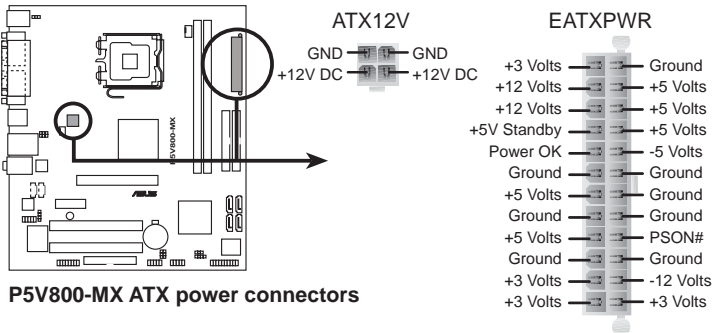 ATX12V
GND GND
+12V DC +12V DC
EATXPWR
+3 Volts Ground
+12 Volts +5 Volts
+12 Volts +5 Volts
+5V Standby +5 Volts
Power OK -5 Volts
Ground Ground
+5 Volts Ground
Ground Ground
+5 Volts PSON#
Ground Ground
+3 Volts -12 Volts
+3 Volts +3 Volts
P5V800-MX
ASUS
P5V800-MX ATX power connectors